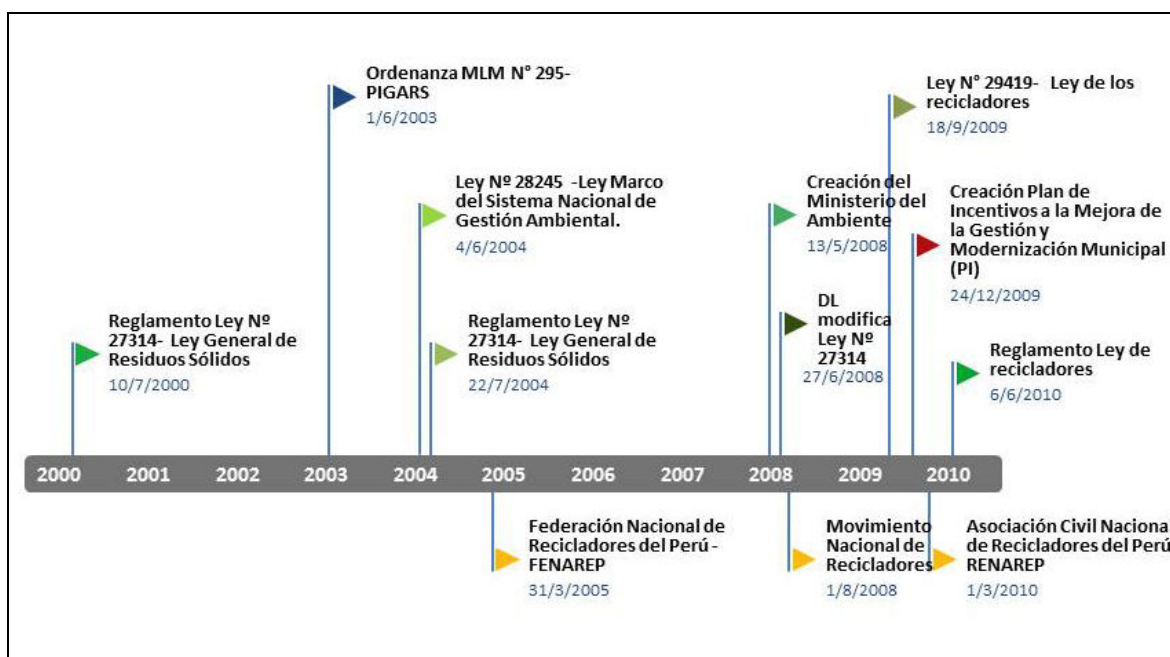 Ordenanza MLM N° 295-
PIGARS
1/6/2003
Ley N° 29419- Ley de los
recicladores
18/9/2009
Ley Nº 28245 -Ley Marco
del Sistema Nacional de
Gestión Ambiental.
4/6/2004
Creación del
Ministerio del
Ambiente
13/5/2008
Creación Plan de
Incentivos a la Mejora de
la Gestión y
Modernización Municipal
(PI)
24/12/2009
Reglamento Ley Nº
27314- Ley General de
Residuos Sólidos
10/7/2000
Reglamento Ley Nº
27314- Ley General de
Residuos Sólidos
22/7/2004
DL
modifica
Ley Nº
27314
27/6/2008
Reglamento Ley de
recicladores
6/6/2010
2000 2001 2002 2003 2004 2005 2006 2007 2008 2009 2010
Federación Nacional de
Recicladores del Perú -
FENAREP
31/3/2005
Movimiento
Nacional de
Recicladores
1/8/2008
Asociación Civil Naciona
de Recicladores del Perú
RENAREP
1/3/2010